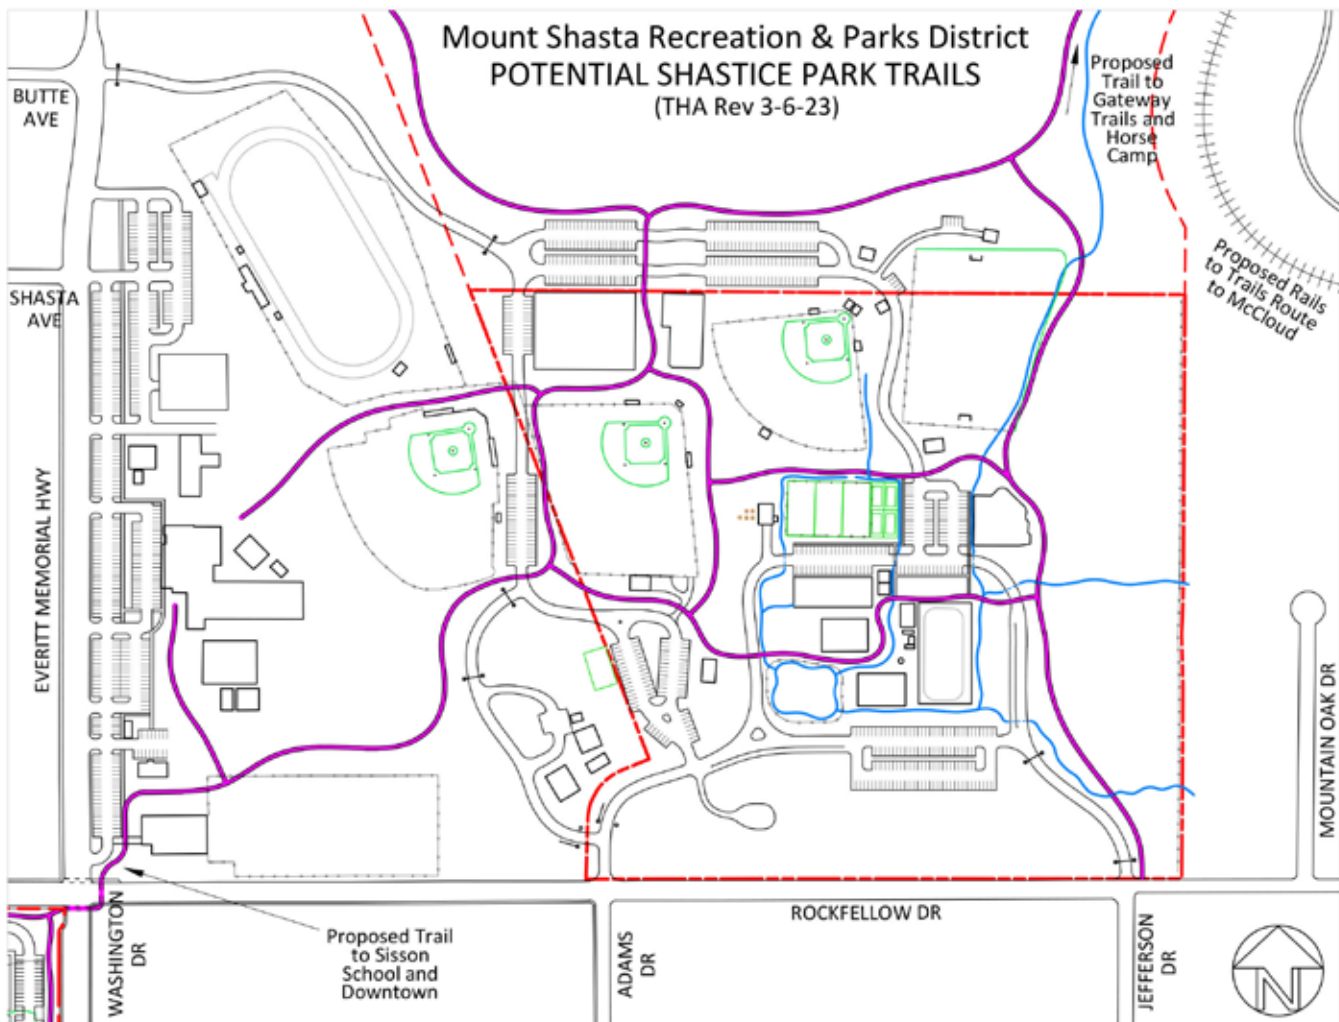 Mount Shasta Recreation & Parks District
POTENTIAL SHASTICE PARK TRAILS
(THA Rev 3-6-23)
Proposed
Trail to
Gateway
Trails and
Horse
Camp
BUTTE
AVE
SHASTA
AVE
Proposed Rails
to Trails Route
to McCloud
EVERITT MEMORIAL HWY
MOUNTAIN OAK DR
WASHINGTON
DR
Proposed Trail
to Sisson
School and
Downtown
ADAMS
DR
ROCKFELLOW DR
JEFFERSON
DR
N